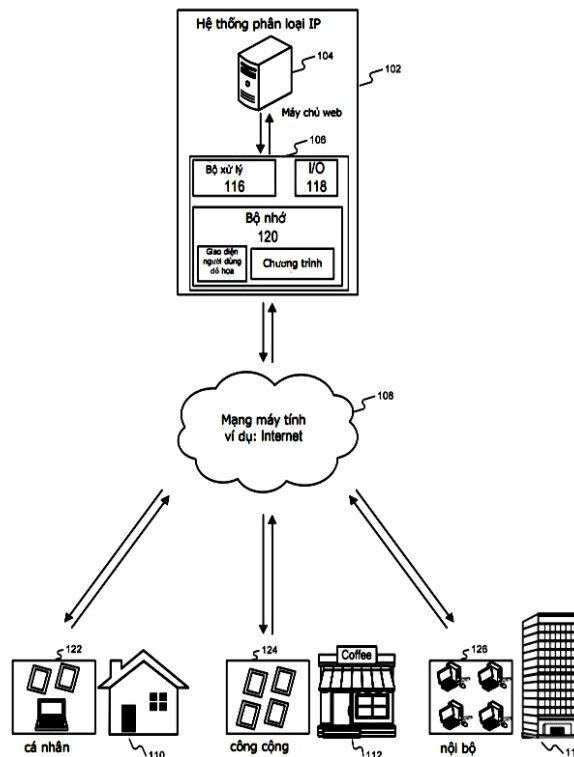 Hệ thống phân loại IP
104
102
Máy chủ web
106
Bộ xử lý
116
I/O
118
Bộ nhớ
120
Giao diện
người dùng
đồ họa
Chương trình
108
Mạng máy tính
ví dụ: Internet
122
124
Coffee
126
cá nhân
110
công cộng
112
nội bộ